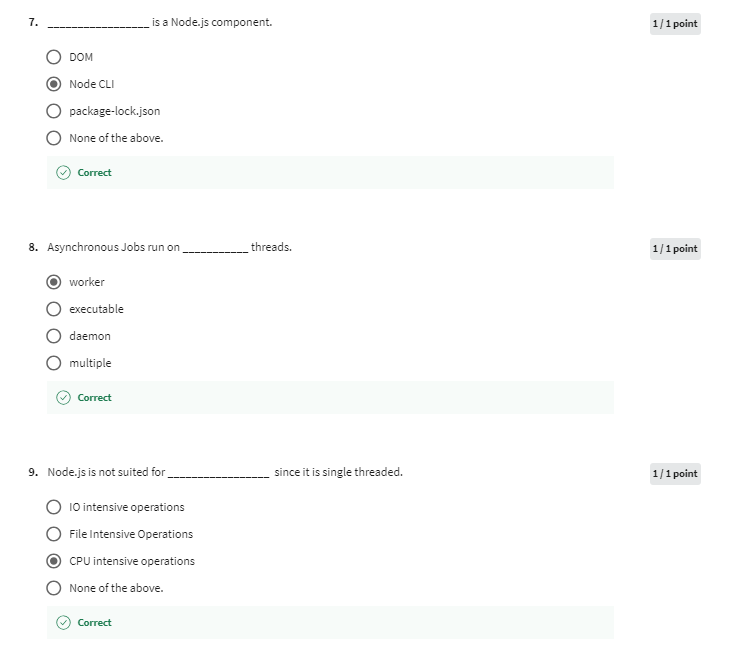 7. _________________ is a Node.js component. 1 / 1 point
DOM
Node CLI
package-lock.json
None of the above.
Correct
8. Asynchronous Jobs run on ___________ threads. 1 / 1 point
worker
executable
daemon
multiple
Correct
9. Node.js is not suited for _________________ since it is single threaded. 1 / 1 point
IO intensive operations
File Intensive Operations
CPU intensive operations
None of the above.
Correct